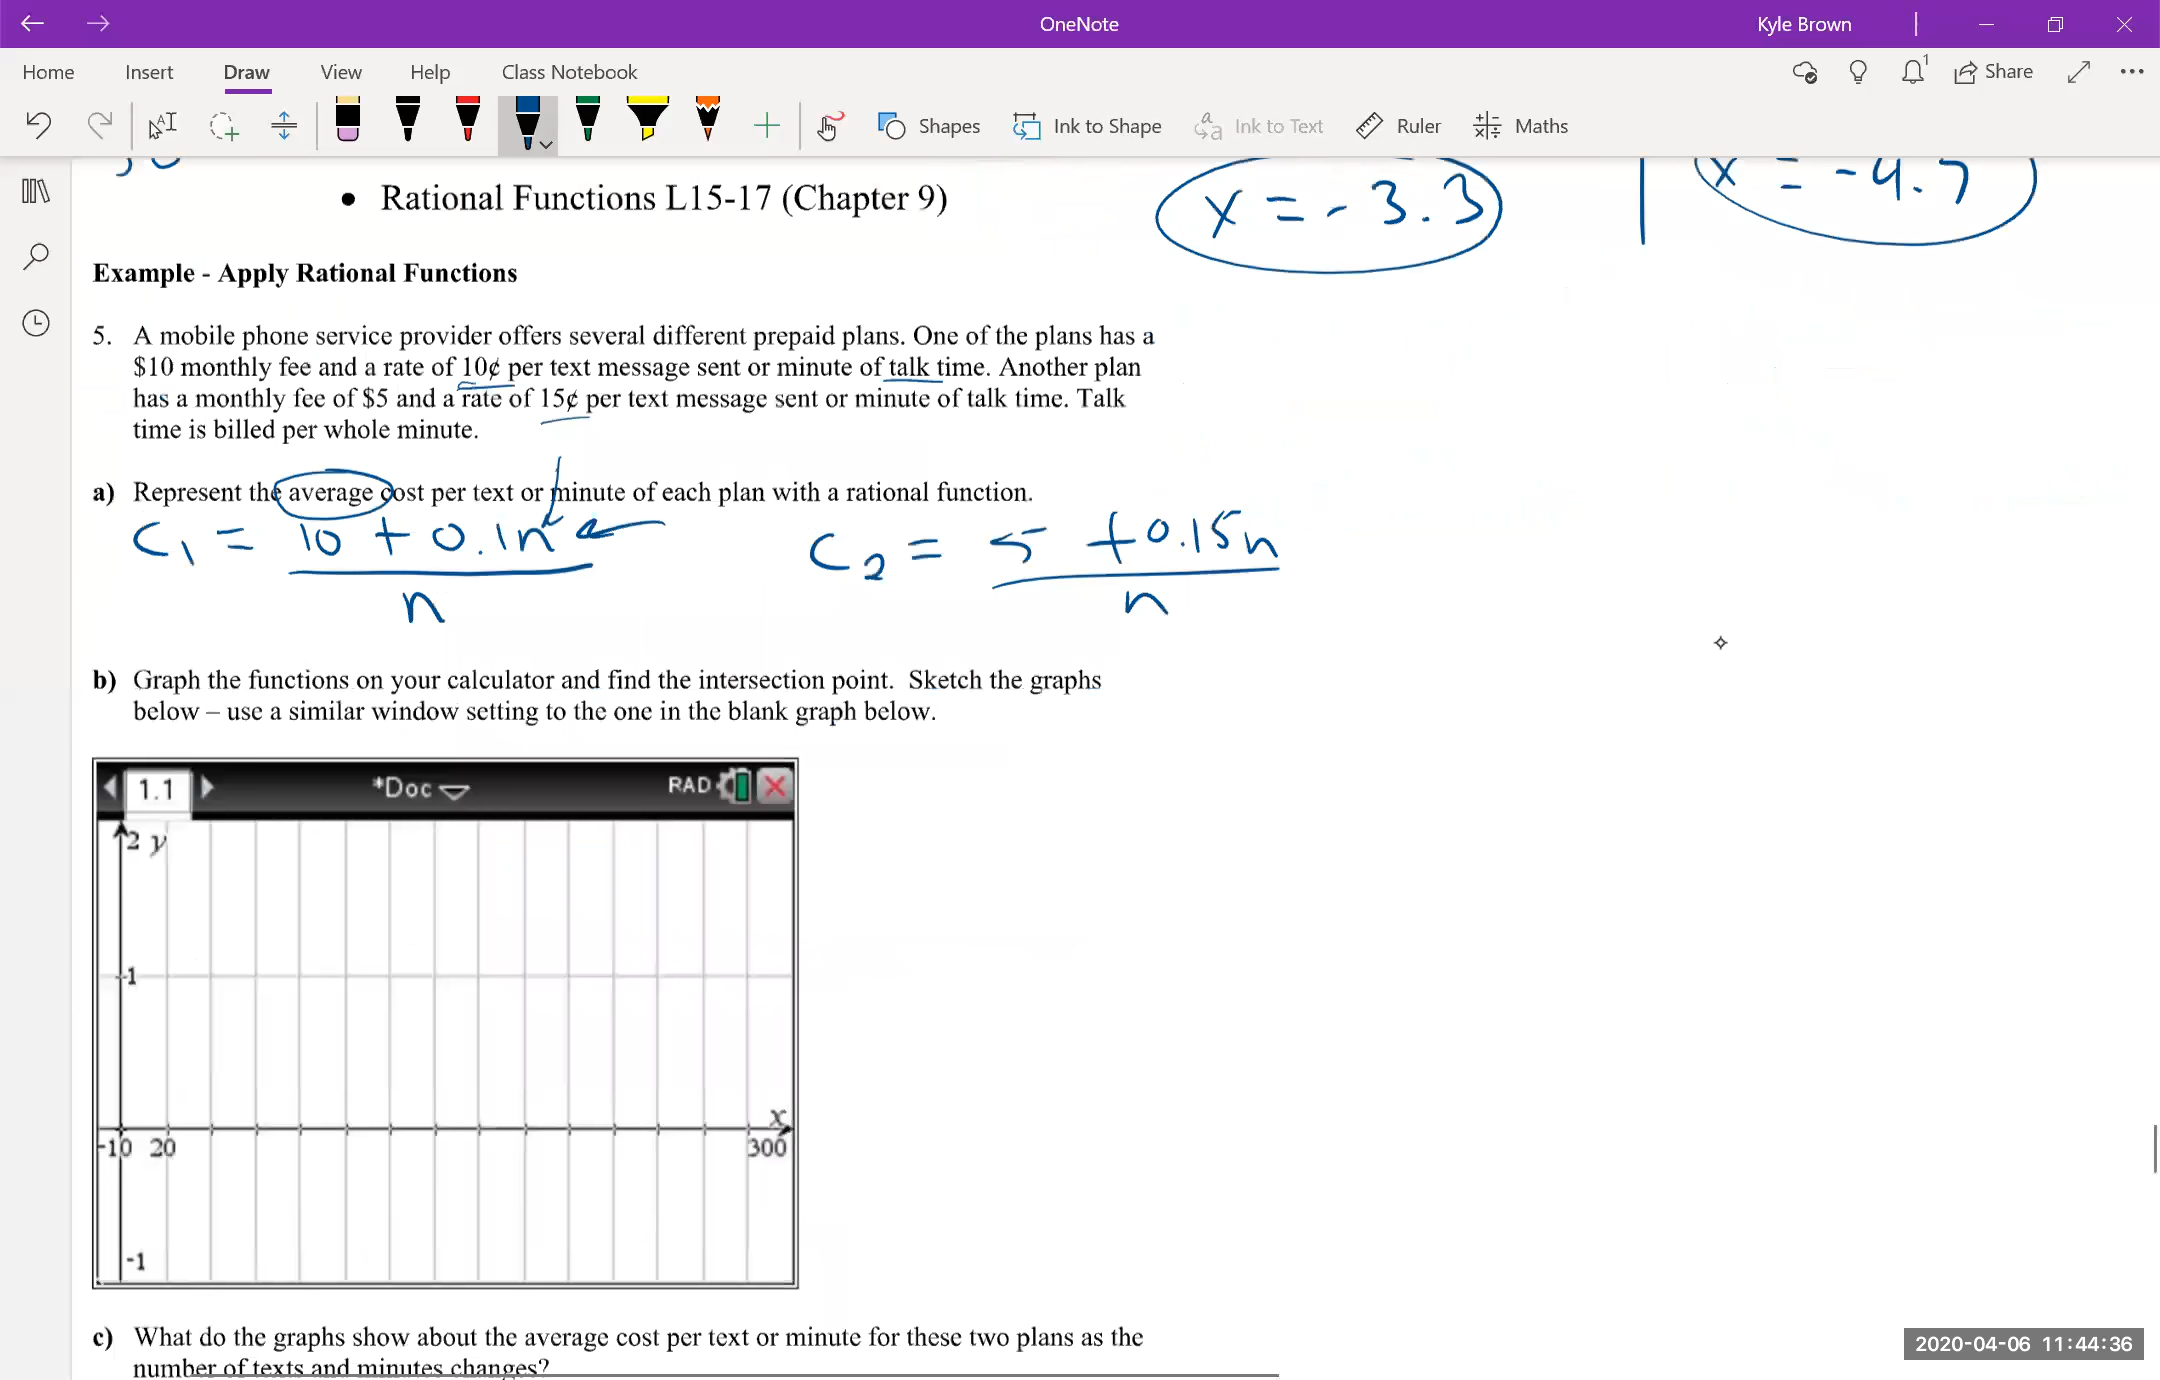 OneNote
Kyle Brown
Home Insert Draw View Help Class Notebook
1 Share
Shapes Ink to Shape Ink to Text Ruler Maths
x = -3.3
x = -4.7
• Rational Functions L15-17 (Chapter 9)
Example - Apply Rational Functions
5. A mobile phone service provider offers several different prepaid plans. One of the plans has a
$10 monthly fee and a rate of 10¢ per text message sent or minute of talk time. Another plan
has a monthly fee of $5 and a rate of 15¢ per text message sent or minute of talk time. Talk
time is billed per whole minute.
a) Represent the average cost per text or minute of each plan with a rational function.
C₁ = 10 + 0.1n
n
C₂ = 5 + 0.15n
n
b) Graph the functions on your calculator and find the intersection point. Sketch the graphs
below – use a similar window setting to the one in the blank graph below.
1.1 *Doc RAD
2 y
1
x
-10 20 300
-1
c) What do the graphs show about the average cost per text or minute for these two plans as the
number of texts and minutes changes?
2020-04-06 11:44:36